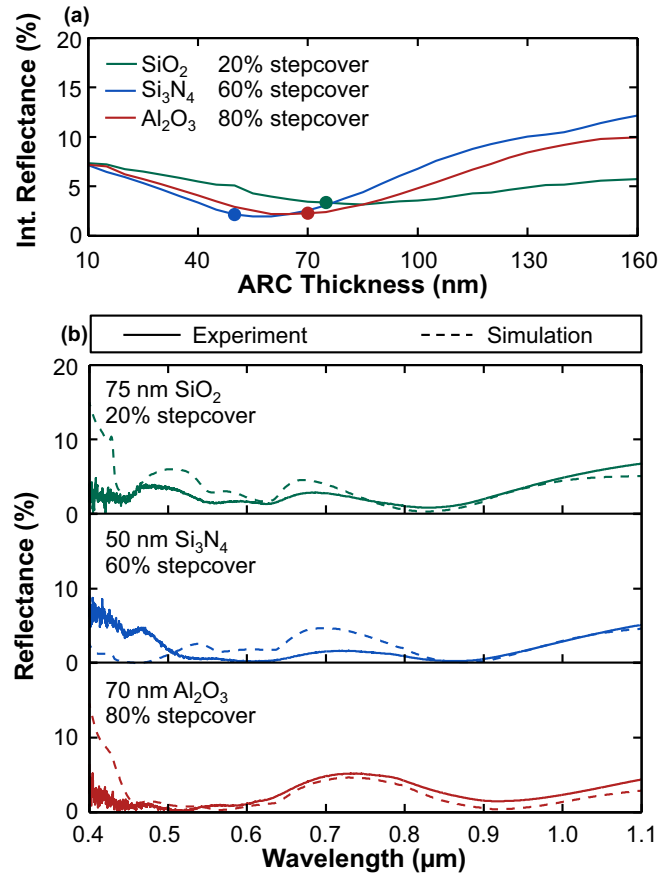 (a)
20
15
10
5
0
Int. Reflectance (%)
SiO₂ 20% stepcover
Si₃N₄ 60% stepcover
Al₂O₃ 80% stepcover
10 40 70 100 130 160
ARC Thickness (nm)
(b)
Experiment Simulation
Reflectance (%)
20
10
0
75 nm SiO₂
20% stepcover
10
0
50 nm Si₃N₄
60% stepcover
10
0
70 nm Al₂O₃
80% stepcover
0.4 0.5 0.6 0.7 0.8 0.9 1.0 1.1
Wavelength (µm)